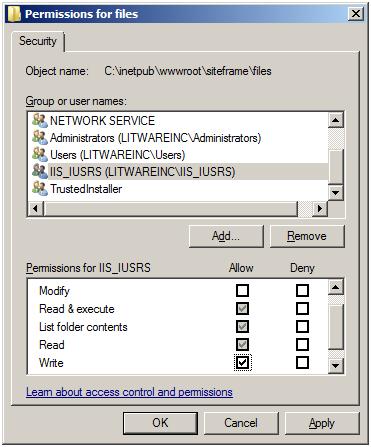 Permissions for files
Security
Object name: C:\inetpub\wwwroot\siteframe\files
Group or user names:
NETWORK SERVICE
Administrators (LITWAREINC\Administrators)
Users (LITWAREINC\Users)
IIS_IUSRS (LITWAREINC\IIS_IUSRS)
TrustedInstaller
Add... Remove
Permissions for IIS_IUSRS Allow Deny
Modify
Read & execute
List folder contents
Read
Write
Learn about access control and permissions
OK Cancel Apply